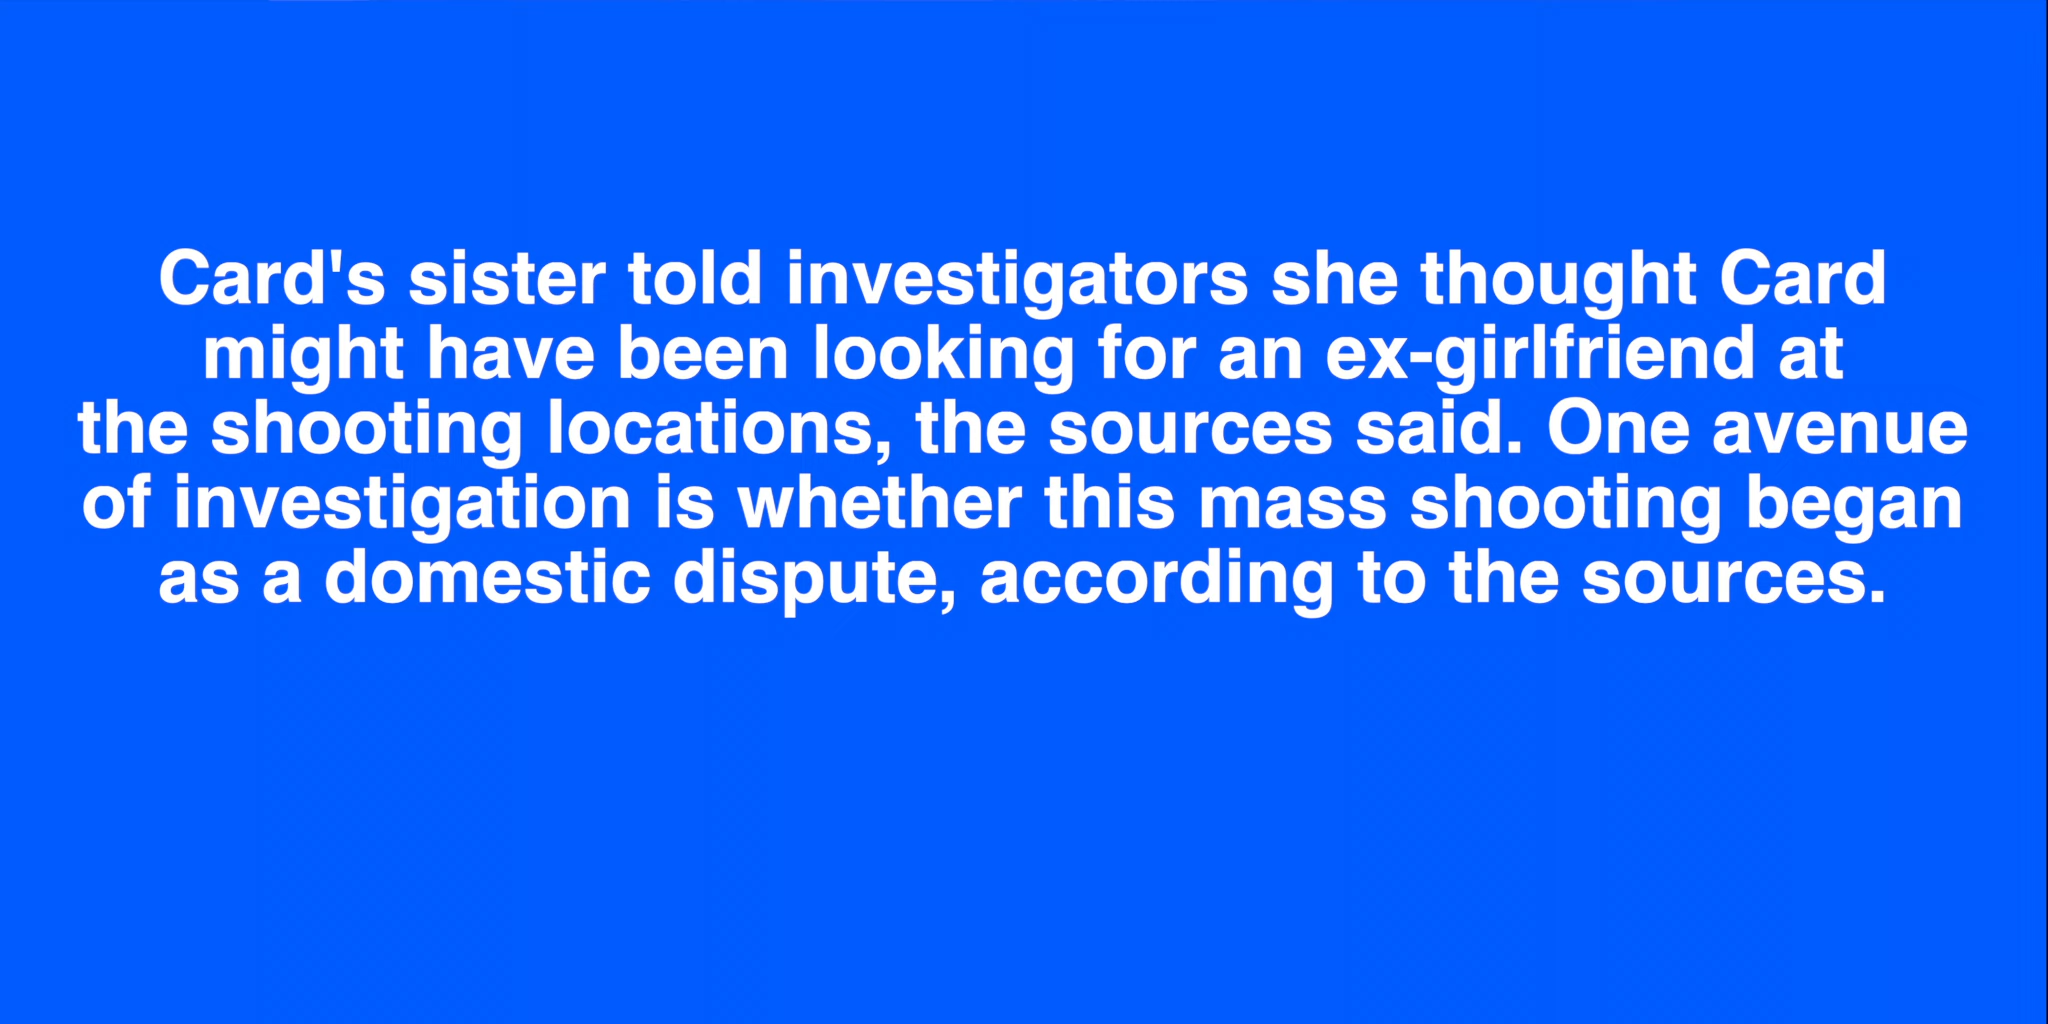 Card's sister told investigators she thought Card
might have been looking for an ex-girlfriend at
the shooting locations, the sources said. One avenue
of investigation is whether this mass shooting began
as a domestic dispute, according to the sources.